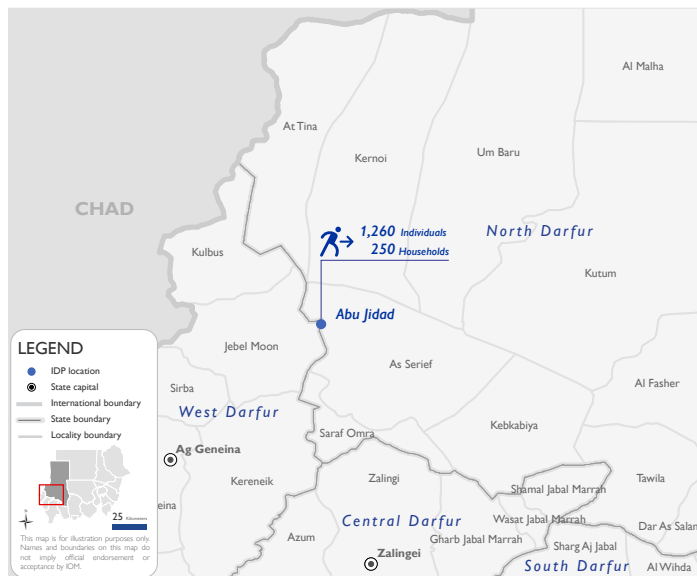 Al Malha
At Tina
Kernoi
Um Baru
CHAD
1,260 Individuals
250 Households
North Darfur
Kulbus
Kutum
Abu Jidad
Jebel Moon
As Serief
Al Fasher
Sirba
West Darfur
Kebkabiya
Saraf Omra
Ag Geneina
Kereneik
Zalingi
Tawila
Shamal Jabal Marrah
eina
Central Darfur
Wasat Jabal Marrah
Dar As Salan
Azum
Gharb Jabal Marrah
Sharg Aj Jabal
Zalingei
South Darfur
Al Wihda
LEGEND
IDP location
State capital
International boundary
State boundary
Locality boundary
N
25 Kilometers
This map is for illustration purposes only.
Names and boundaries on this map do
not imply official endorsement or
acceptance by IOM.